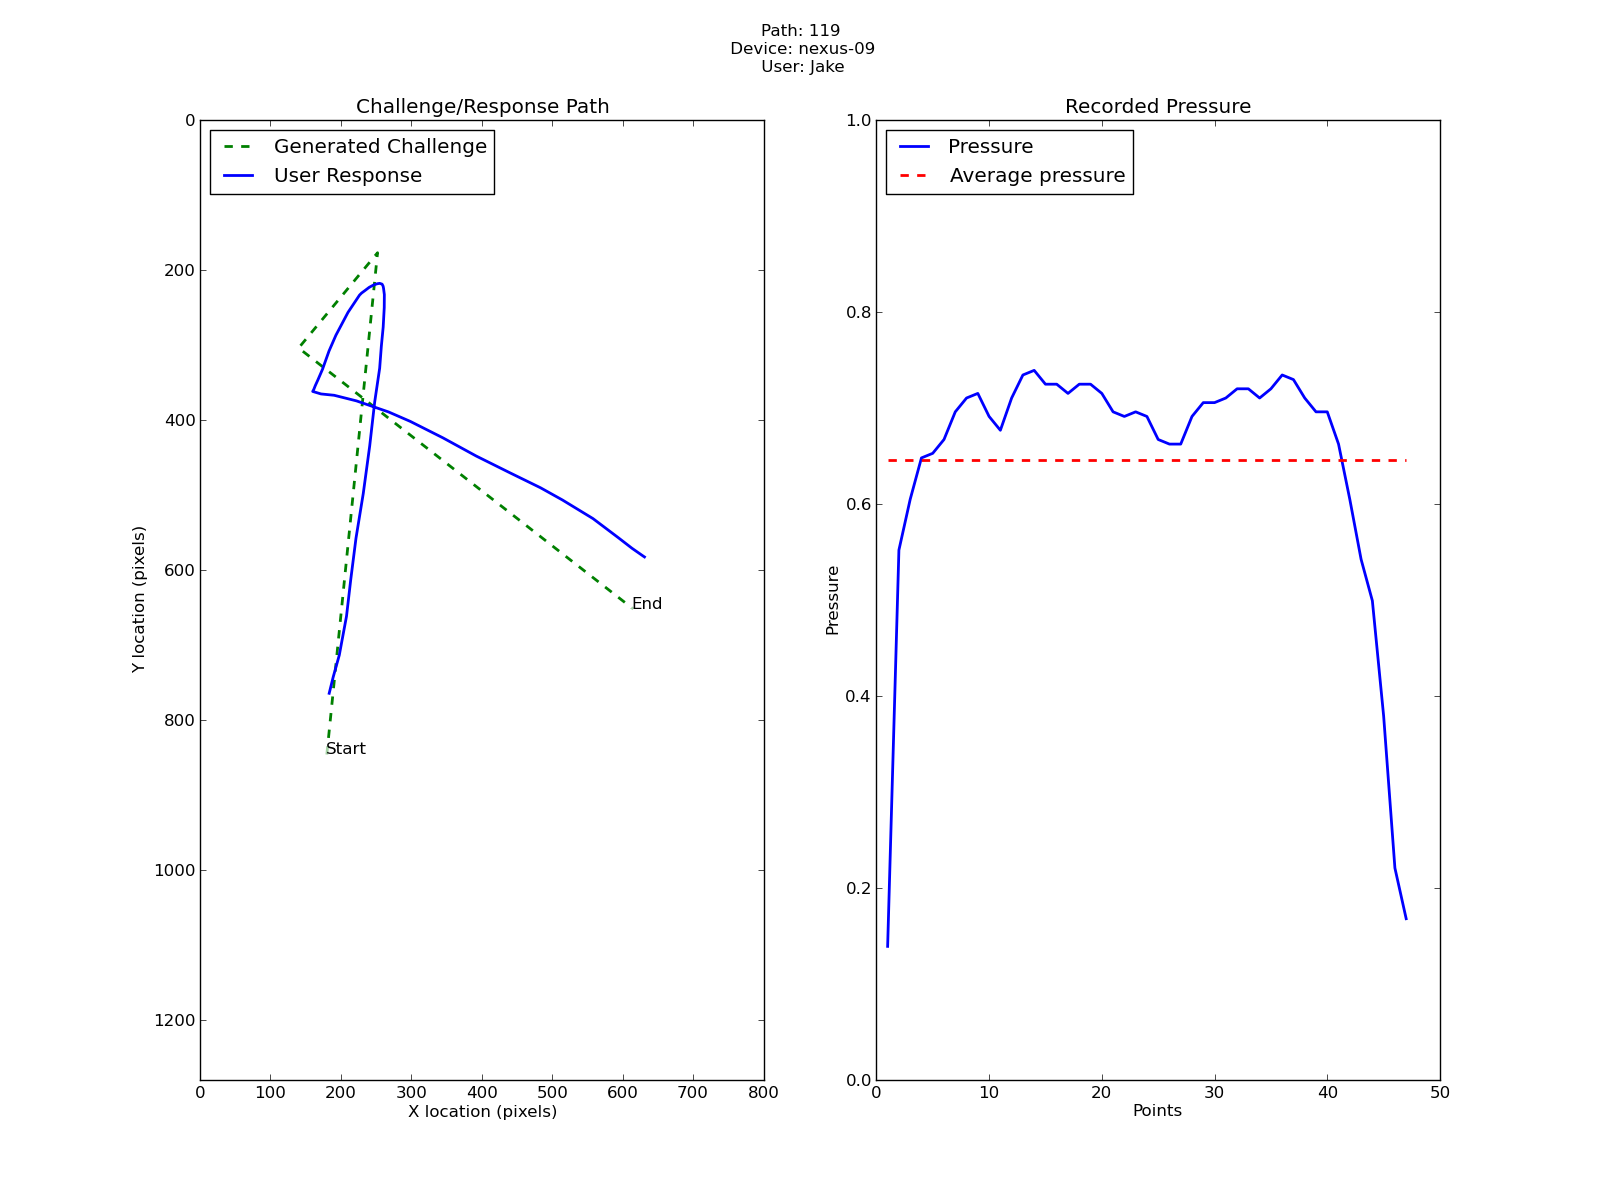 Path: 119
Device: nexus-09
User: Jake
Challenge/Response Path
Generated Challenge
User Response
0
200
400
600
800
1000
1200
Y location (pixels)
Start
End
0 100 200 300 400 500 600 700 800
X location (pixels)
Recorded Pressure
Pressure
Average pressure
1.0
0.8
0.6
0.4
0.2
0.0
Pressure
0 10 20 30 40 50
Points